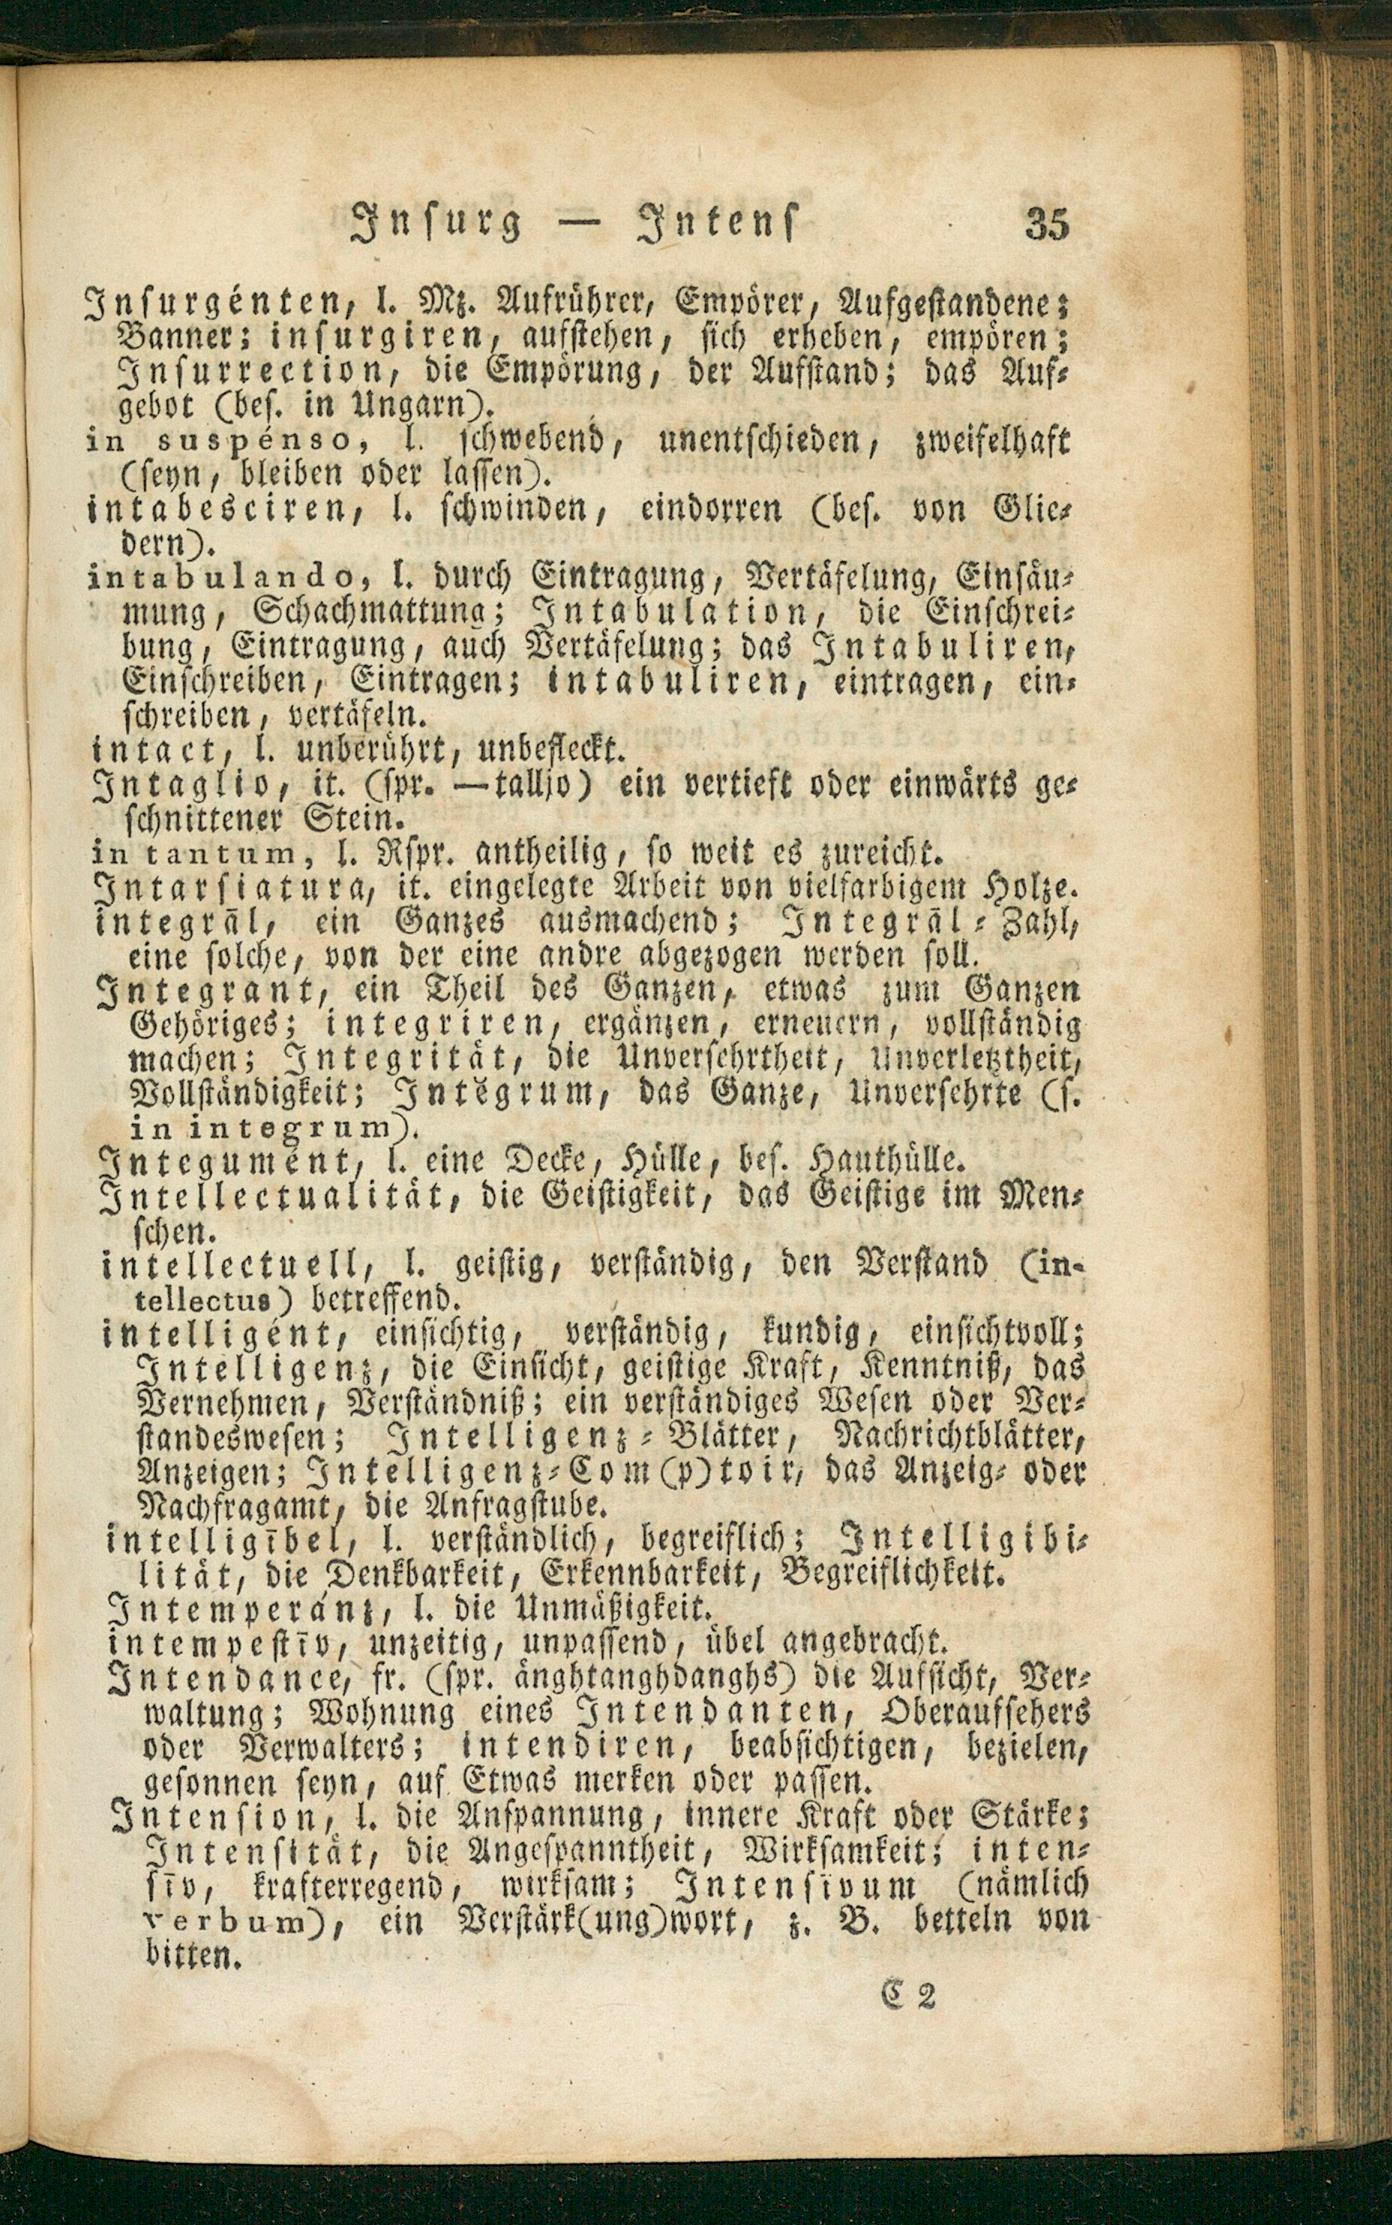 Insurg — Intens 35
Insurgénten, l. Mz. Aufrührer, Empörer, Aufgestandene;
Banner; insurgiren, aufstehen, sich erheben, empören;
Insurrection, die Empörung, der Aufstand; das Auf-
gebot (bes. in Ungarn).
in suspénso, l. schwebend, unentschieden, zweifelhaft
(seyn, bleiben oder lassen).
intabesciren, l. schwinden, eindorren (bes. von Glie-
dern).
intabulando, l. durch Eintragung, Vertäfelung, Einsäu-
mung, Schachmattung; Intabulation, die Einschrei-
bung, Eintragung, auch Vertäfelung; das Intabuliren,
Einschreiben, Eintragen; intabuliren, eintragen, ein-
schreiben, vertäfeln.
intact, l. unberührt, unbefleckt.
Intaglio, it. (spr. —talljo) ein vertieft oder einwärts ge-
schnittener Stein.
in tantum, l. Rspr. antheilig, so weit es zureicht.
Intarsiatura, it. eingelegte Arbeit von vielfarbigem Holze.
integrāl, ein Ganzes ausmachend; Integrāl-Zahl,
eine solche, von der eine andre abgezogen werden soll.
Integrant, ein Theil des Ganzen, etwas zum Ganzen
Gehöriges; integriren, ergänzen, erneuern, vollständig
machen; Integrität, die Unversehrtheit, Unverletztheit,
Vollständigkeit; Intĕgrum, das Ganze, Unversehrte (s.
in integrum).
Integumént, l. eine Decke, Hülle, bes. Hauthülle.
Intellectualität, die Geistigkeit, das Geistige im Men-
schen.
intellectuell, l. geistig, verständig, den Verstand (in-
tellectus) betreffend.
intelligént, einsichtig, verständig, kundig, einsichtvoll;
Intelligenz, die Einsicht, geistige Kraft, Kenntniß, das
Vernehmen, Verständniß; ein verständiges Wesen oder Ver-
standeswesen; Intelligenz-Blätter, Nachrichtblätter,
Anzeigen; Intelligenz-Com(p)toir, das Anzeig- oder
Nachfragamt, die Anfragstube.
intelligībel, l. verständlich, begreiflich; Intelligibi-
lität, die Denkbarkeit, Erkennbarkeit, Begreiflichkeit.
Intemperánz, l. die Unmäßigkeit.
intempestīv, unzeitig, unpassend, übel angebracht.
Intendance, fr. (spr. änghtanghdanghs) die Aufsicht, Ver-
waltung; Wohnung eines Intendanten, Oberaufsehers
oder Verwalters; intendiren, beabsichtigen, bezielen,
gesonnen seyn, auf Etwas merken oder passen.
Intension, l. die Anspannung, innere Kraft oder Stärke;
Intensität, die Angespanntheit, Wirksamkeit; inten-
sīv, krafterregend, wirksam; Intensīvum (nämlich
verbum), ein Verstärk(ung)wort, z. B. betteln von
bitten.
C 2